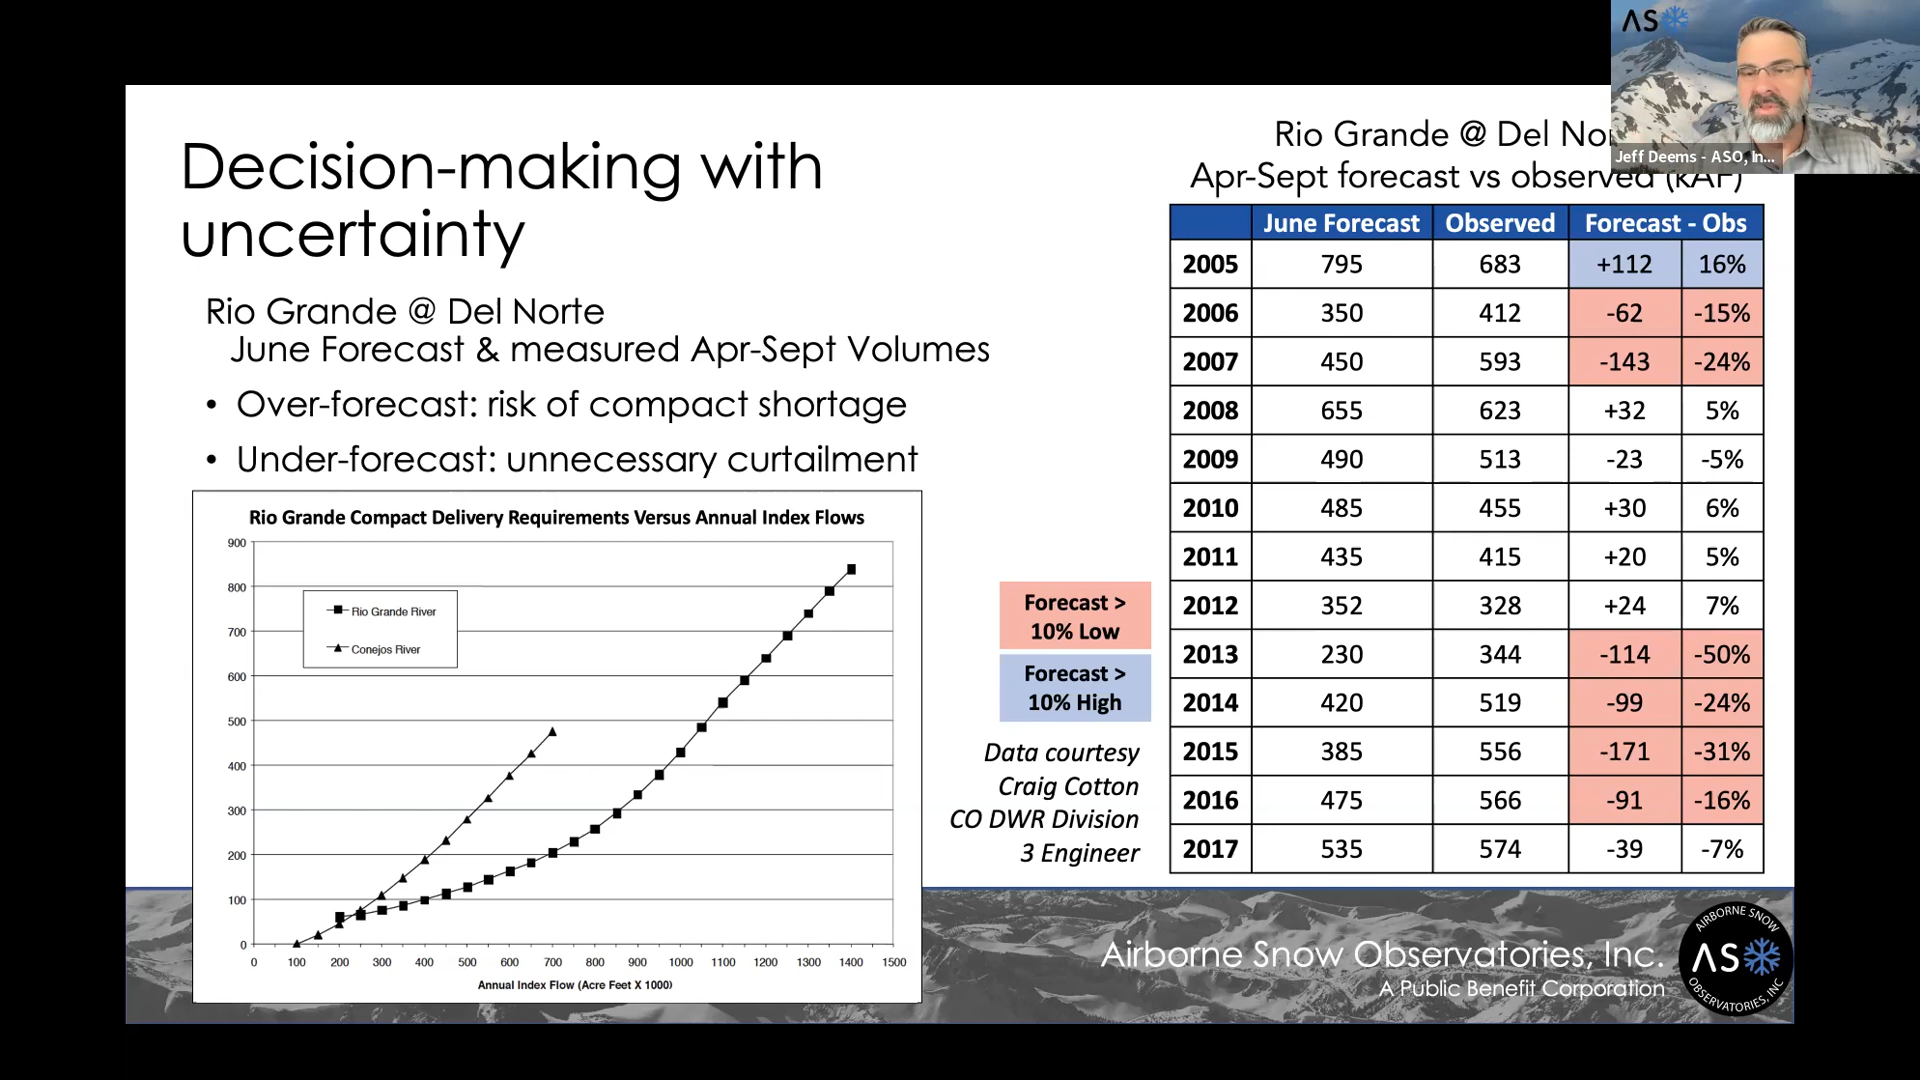 Decision-making with
uncertainty
Rio Grande @ Del Norte
June Forecast & measured Apr-Sept Volumes
• Over-forecast: risk of compact shortage
• Under-forecast: unnecessary curtailment
Rio Grande Compact Delivery Requirements Versus Annual Index Flows
900
800
700
600
500
400
300
200
100
0
Rio Grande River
Conejos River
0 100 200 300 400 500 600 700 800 900 1000 1100 1200 1300 1400 1500
Annual Index Flow (Acre Feet X 1000)
Forecast >
10% Low
Forecast >
10% High
Data courtesy
Craig Cotton
CO DWR Division
3 Engineer
Rio Grande @ Del Nor
Apr-Sept forecast vs observed (kAF)
June Forecast Observed Forecast - Obs
2005 795 683 +112 16%
2006 350 412 -62 -15%
2007 450 593 -143 -24%
2008 655 623 +32 5%
2009 490 513 -23 -5%
2010 485 455 +30 6%
2011 435 415 +20 5%
2012 352 328 +24 7%
2013 230 344 -114 -50%
2014 420 519 -99 -24%
2015 385 556 -171 -31%
2016 475 566 -91 -16%
2017 535 574 -39 -7%
ASO
Jeff Deems - ASO, In...
Airborne Snow Observatories, Inc.
A Public Benefit Corporation
AIRBORNE SNOW
ASO
OBSERVATORIES, INC